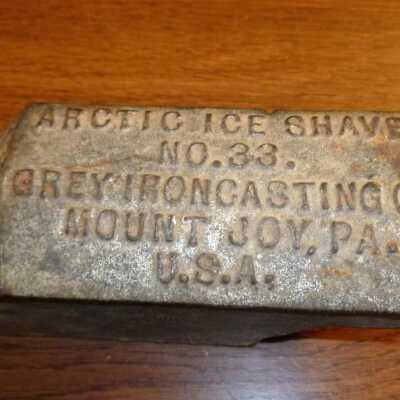 ARCTIC ICE SHAVE
NO.33.
GREY IRON CASTING C
MOUNT JOY, PA.
U.S.A.